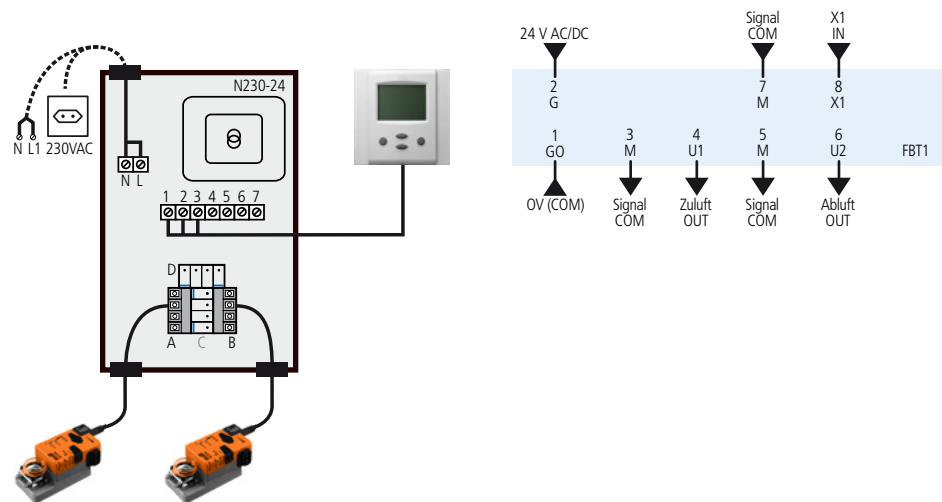 N230-24
N L1 230VAC
N L
1 2 3 4 5 6 7
D
A C B
24 V AC/DC
Signal
COM
X1
IN
2
G
7
M
8
X1
1
GO
3
M
4
U1
5
M
6
U2
FBT1
0V (COM)
Signal
COM
Zuluft
OUT
Signal
COM
Abluft
OUT